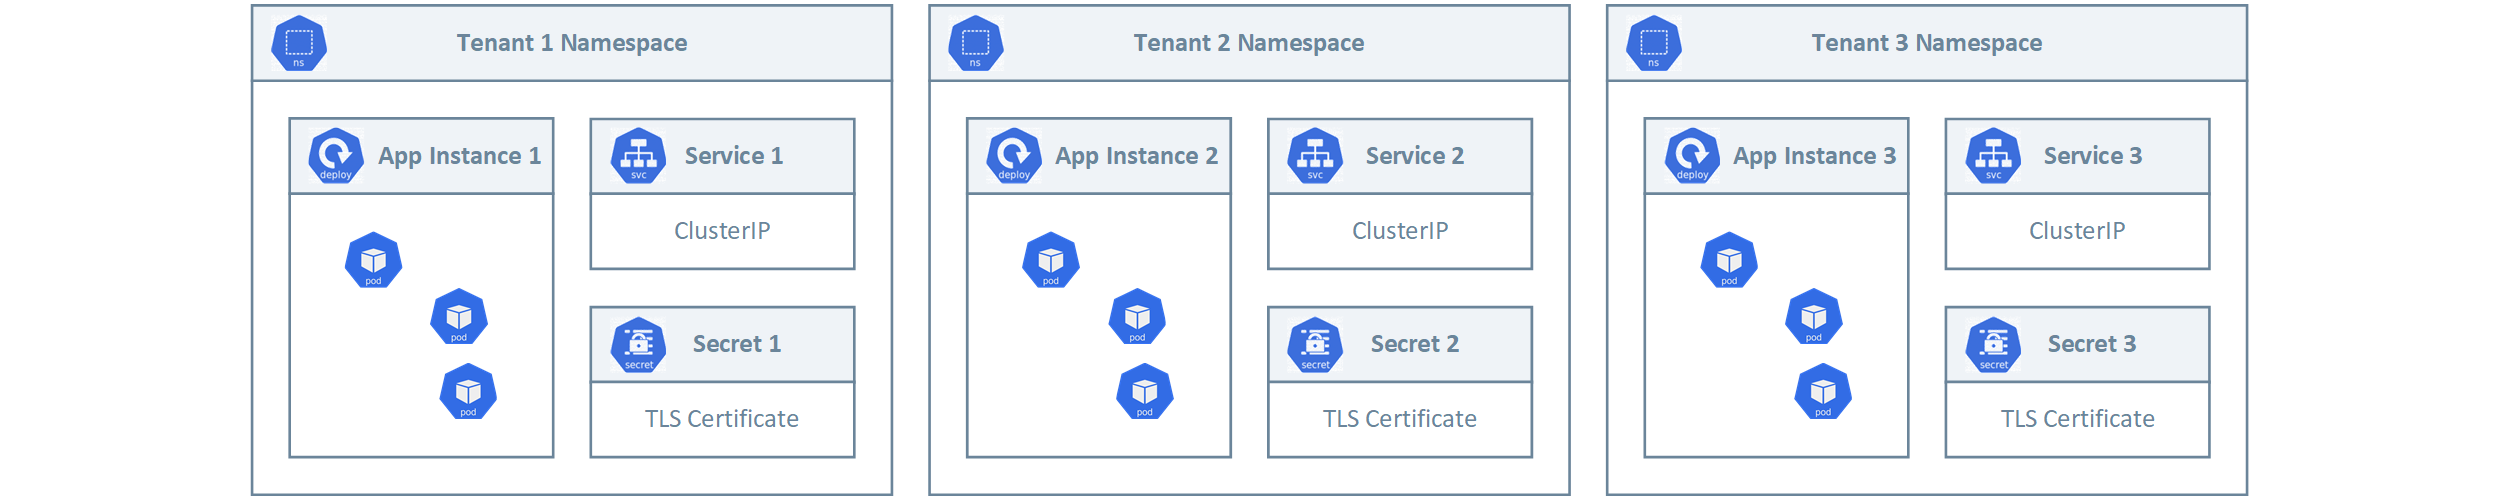 ns
Tenant 1 Namespace
deploy
App Instance 1
pod
pod
pod
svc
Service 1
ClusterIP
secret
Secret 1
TLS Certificate
ns
Tenant 2 Namespace
deploy
App Instance 2
pod
pod
pod
svc
Service 2
ClusterIP
secret
Secret 2
TLS Certificate
ns
Tenant 3 Namespace
deploy
App Instance 3
pod
pod
pod
svc
Service 3
ClusterIP
secret
Secret 3
TLS Certificate